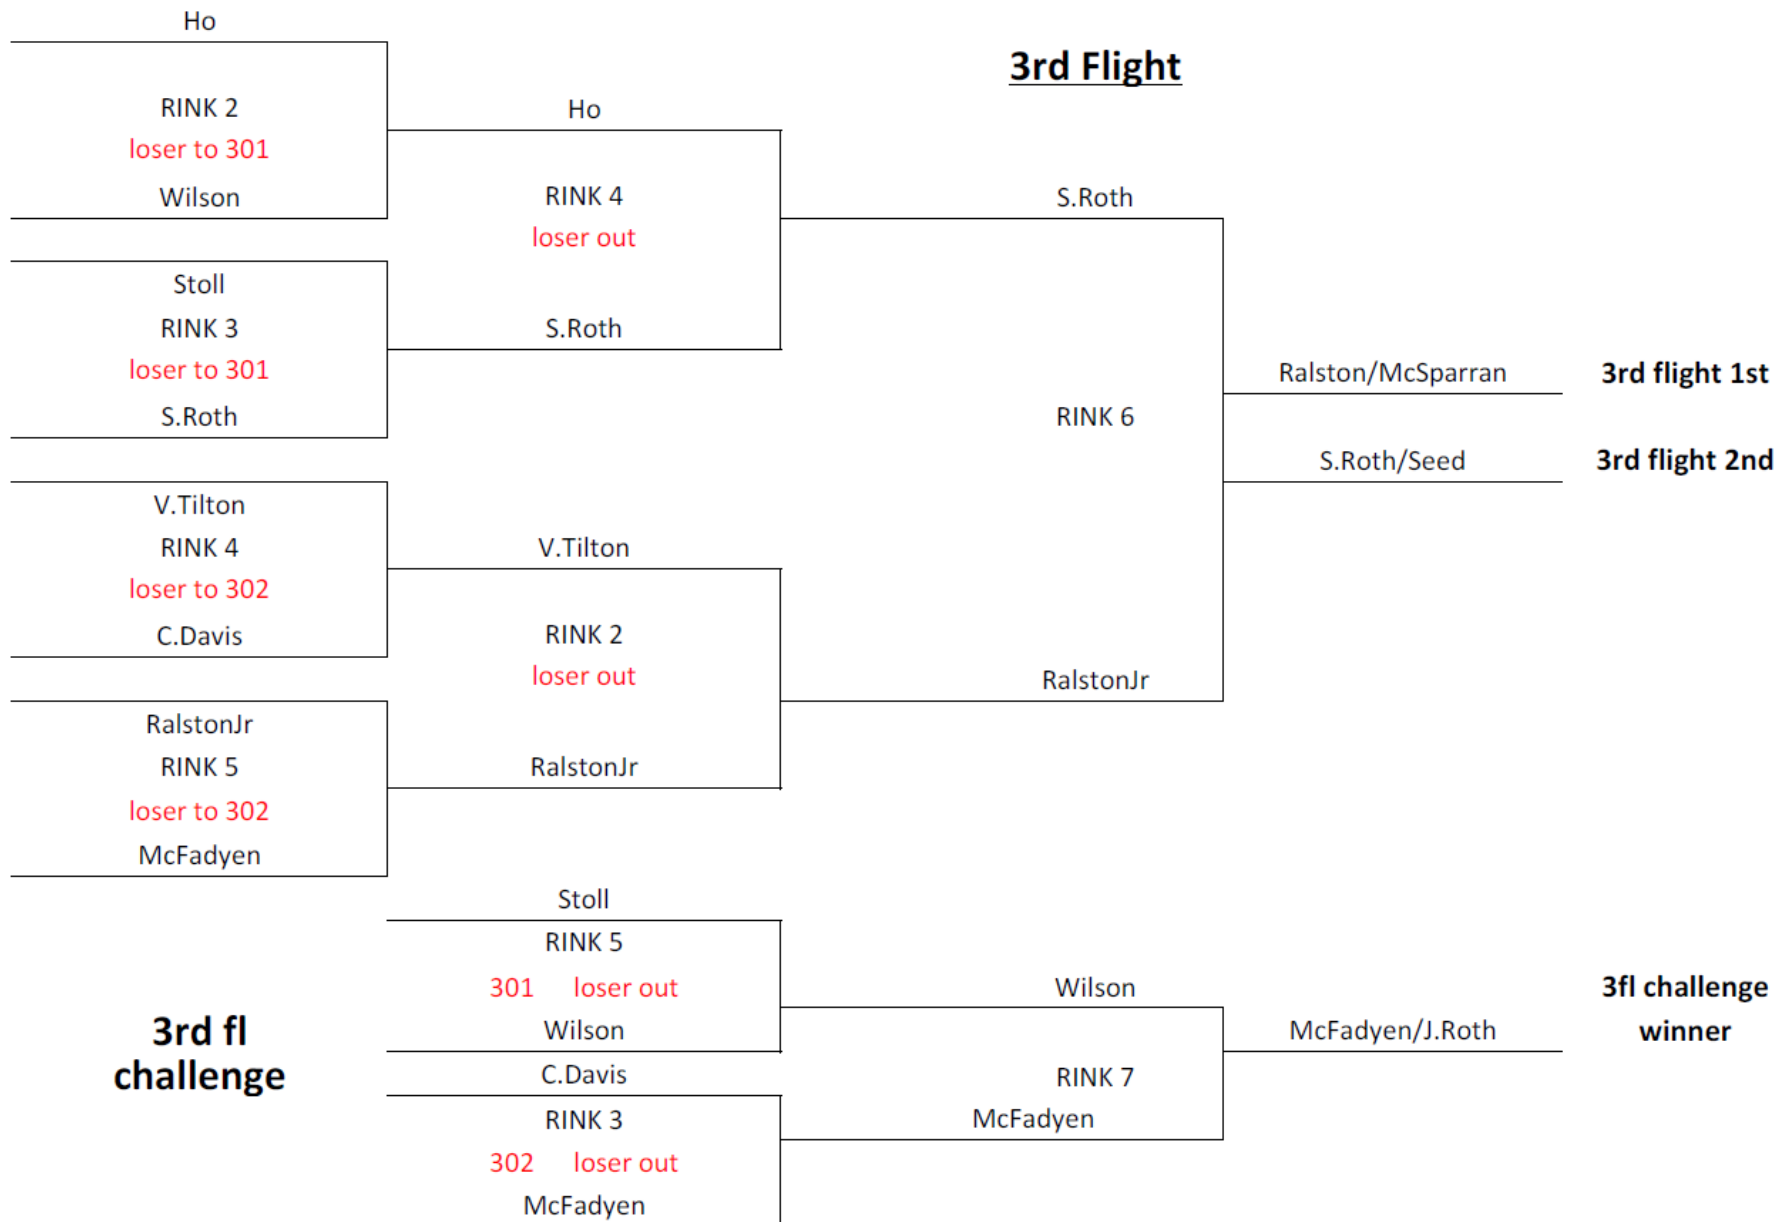 Ho
3rd Flight
RINK 2
Ho
loser to 301
Wilson
RINK 4
S.Roth
loser out
Stoll
RINK 3
S.Roth
loser to 301
Ralston/McSparran
3rd flight 1st
S.Roth
RINK 6
S.Roth/Seed
3rd flight 2nd
V.Tilton
RINK 4
V.Tilton
loser to 302
C.Davis
RINK 2
loser out
RalstonJr
RalstonJr
RINK 5
RalstonJr
loser to 302
McFadyen
Stoll
RINK 5
301 loser out
Wilson
3fl challenge
winner
3rd fl
challenge
Wilson
McFadyen/J.Roth
C.Davis
RINK 7
RINK 3
McFadyen
302 loser out
McFadyen